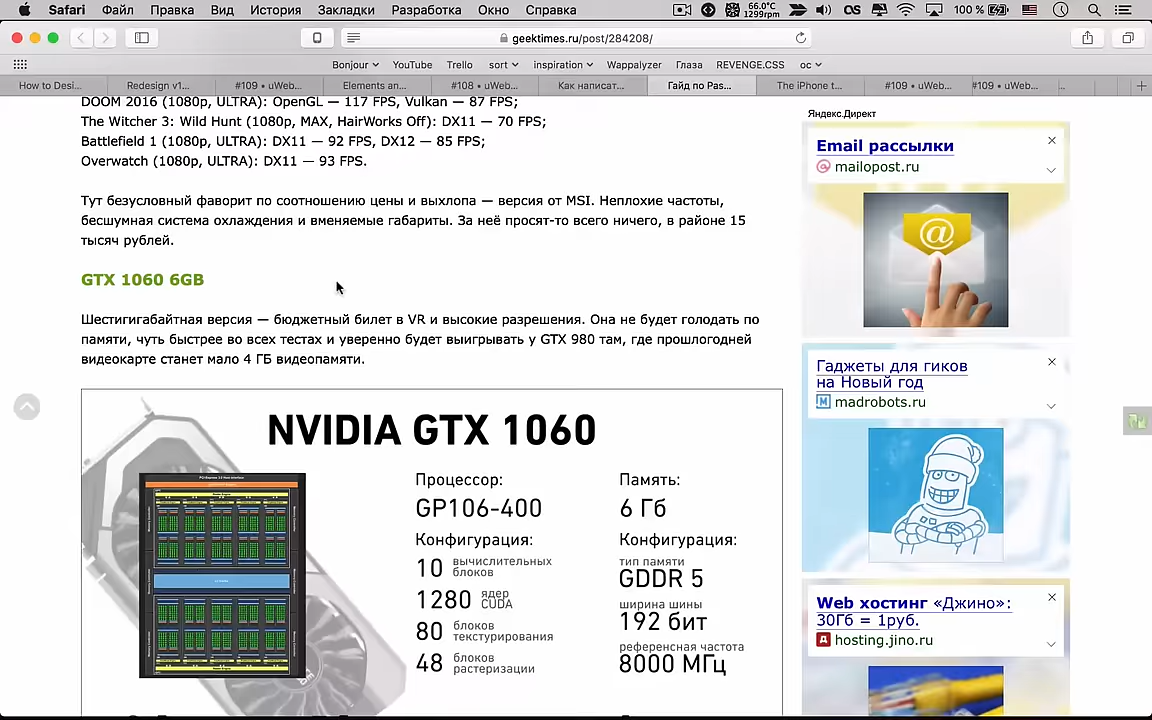 Safari Файл Правка Вид История Закладки Разработка Окно Справка 66.0°C 1299rpm 100 %
geektimes.ru/post/284208/
Bonjour YouTube Trello sort inspiration Wappalyzer Глаза REVENGE.CSS ос
How to Desi... Redesign v1... #109 • uWeb... Elements an... #108 • uWeb... Как написат... Гайд по Pas... The iPhone t... #109 • uWeb... #109 • uWeb...
DOOM 2016 (1080p, ULTRA): OpenGL — 117 FPS, Vulkan — 87 FPS;
The Witcher 3: Wild Hunt (1080p, MAX, HairWorks Off): DX11 — 70 FPS;
Battlefield 1 (1080p, ULTRA): DX11 — 92 FPS, DX12 — 85 FPS;
Overwatch (1080p, ULTRA): DX11 — 93 FPS.
Тут безусловный фаворит по соотношению цены и выхлопа — версия от MSI. Неплохие частоты,
бесшумная система охлаждения и вменяемые габариты. За неё просят-то всего ничего, в районе 15
тысяч рублей.
GTX 1060 6GB
Шестигигабайтная версия — бюджетный билет в VR и высокие разрешения. Она не будет голодать по
памяти, чуть быстрее во всех тестах и уверенно будет выигрывать у GTX 980 там, где прошлогодней
видеокарте станет мало 4 ГБ видеопамяти.
NVIDIA GTX 1060
Процессор:
GP106-400
Конфигурация:
10 вычислительных блоков
1280 ядер CUDA
80 блоков текстурирования
48 блоков растеризации
Память:
6 Гб
Конфигурация:
тип памяти
GDDR 5
ширина шины
192 бит
референсная частота
8000 МГц
Яндекс.Директ
Email рассылки
mailopost.ru
@
Гаджеты для гиков
на Новый год
madrobots.ru
Web хостинг «Джино»:
30Гб = 1руб.
hosting.jino.ru